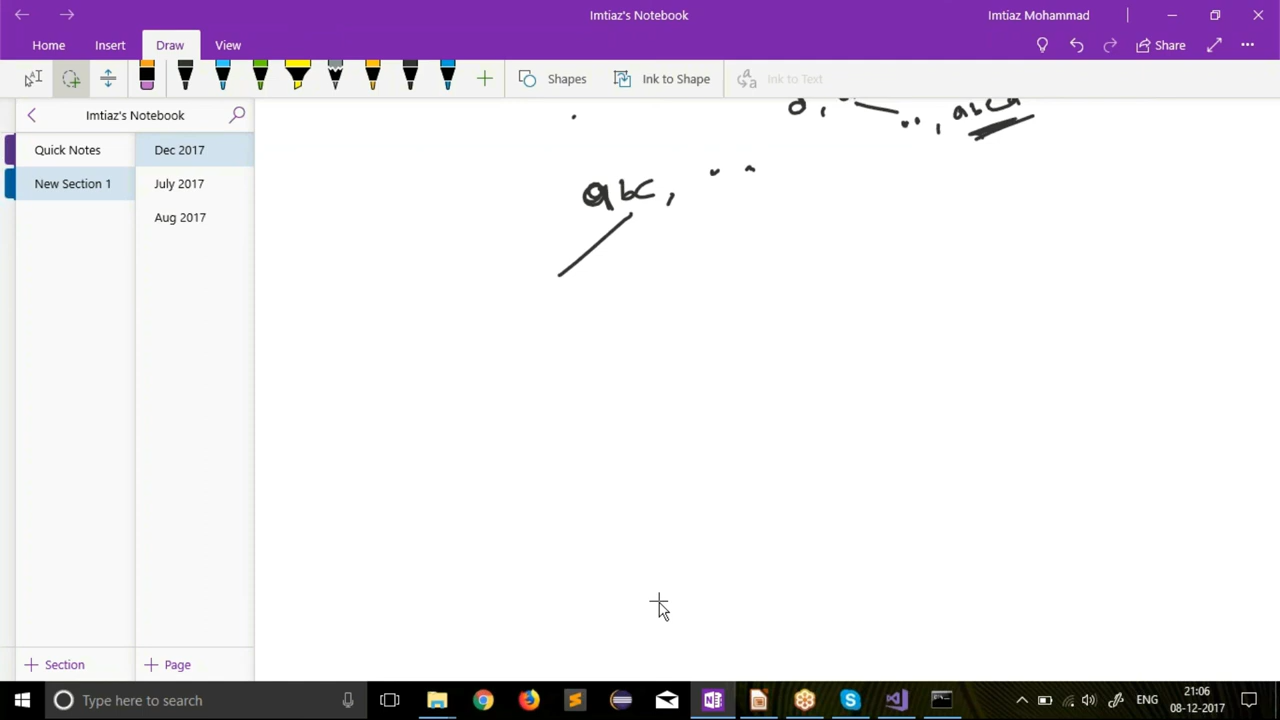 Imtiaz's Notebook
Imtiaz Mohammad
Home Insert Draw View
Share
Shapes Ink to Shape Ink to Text
Imtiaz's Notebook
Quick Notes
New Section 1
Dec 2017
July 2017
Aug 2017
abc,
+ Section
+ Page
Type here to search
ENG
21:06
08-12-2017